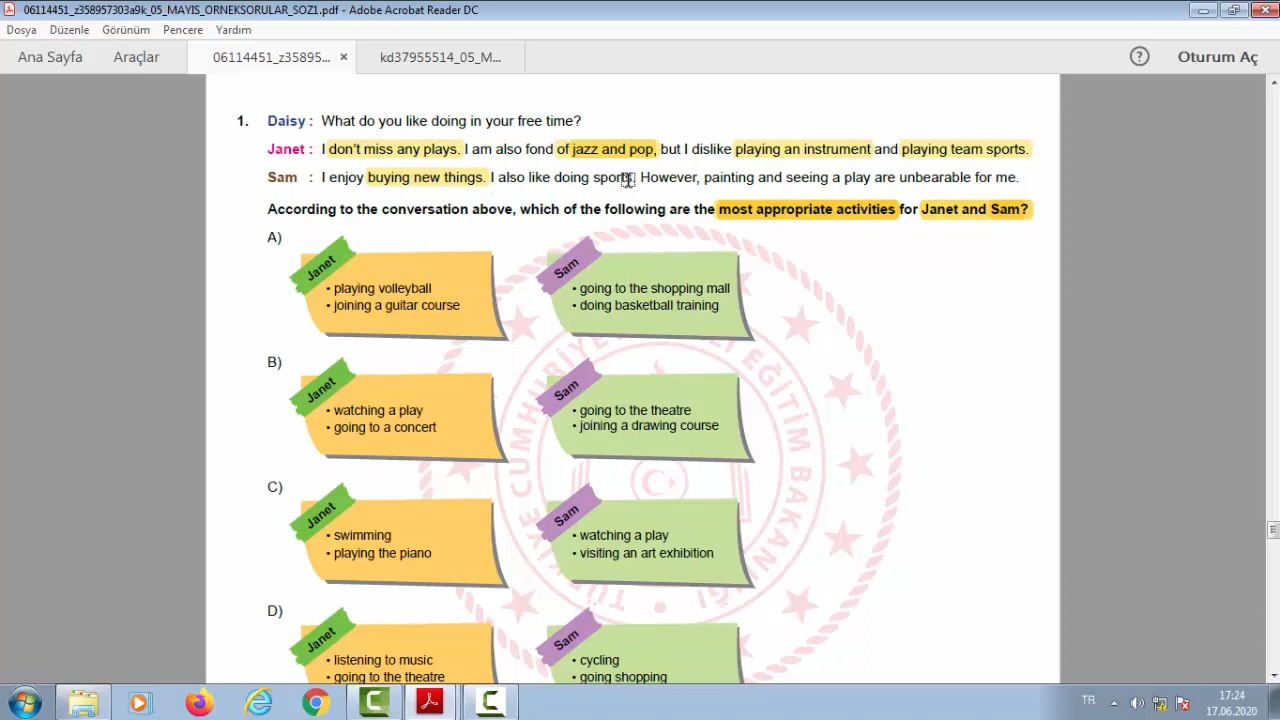 06114451_z358957303a9k_05_MAYIS_ORNEKSORULAR_SOZ1.pdf - Adobe Acrobat Reader DC
Dosya Düzenle Görünüm Pencere Yardım
Ana Sayfa Araçlar 06114451_z35895... × kd37955514_05_M... ? Oturum Aç
1. Daisy : What do you like doing in your free time?
Janet : I don't miss any plays. I am also fond of jazz and pop, but I dislike playing an instrument and playing team sports.
Sam : I enjoy buying new things. I also like doing sports. However, painting and seeing a play are unbearable for me.
According to the conversation above, which of the following are the most appropriate activities for Janet and Sam?
A)
Janet
• playing volleyball
• joining a guitar course
Sam
• going to the shopping mall
• doing basketball training
B)
Janet
• watching a play
• going to a concert
Sam
• going to the theatre
• joining a drawing course
C)
Janet
• swimming
• playing the piano
Sam
• watching a play
• visiting an art exhibition
D)
Janet
• listening to music
• going to the theatre
Sam
• cycling
• going shopping
TR
17:24
17.06.2020